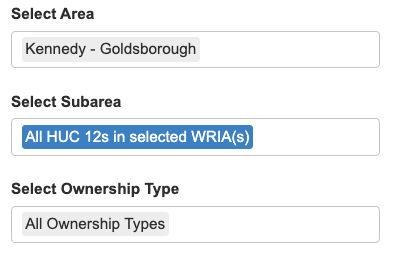 Select Area
Kennedy - Goldsborough
Select Subarea
All HUC 12s in selected WRIA(s)
Select Ownership Type
All Ownership Types